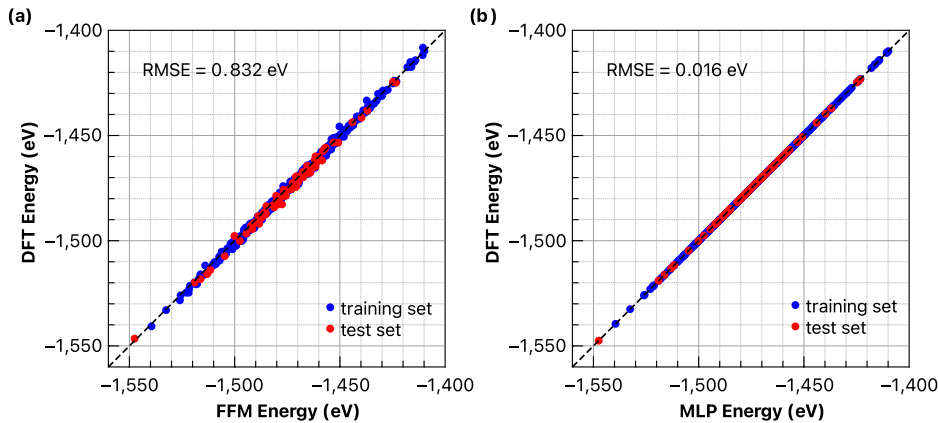 (a)
−1,400
−1,450
−1,500
−1,550
DFT Energy (eV)
RMSE = 0.832 eV
training set
test set
−1,550 −1,500 −1,450 −1,400
FFM Energy (eV)
(b)
−1,400
−1,450
−1,500
−1,550
DFT Energy (eV)
RMSE = 0.016 eV
training set
test set
−1,550 −1,500 −1,450 −1,400
MLP Energy (eV)